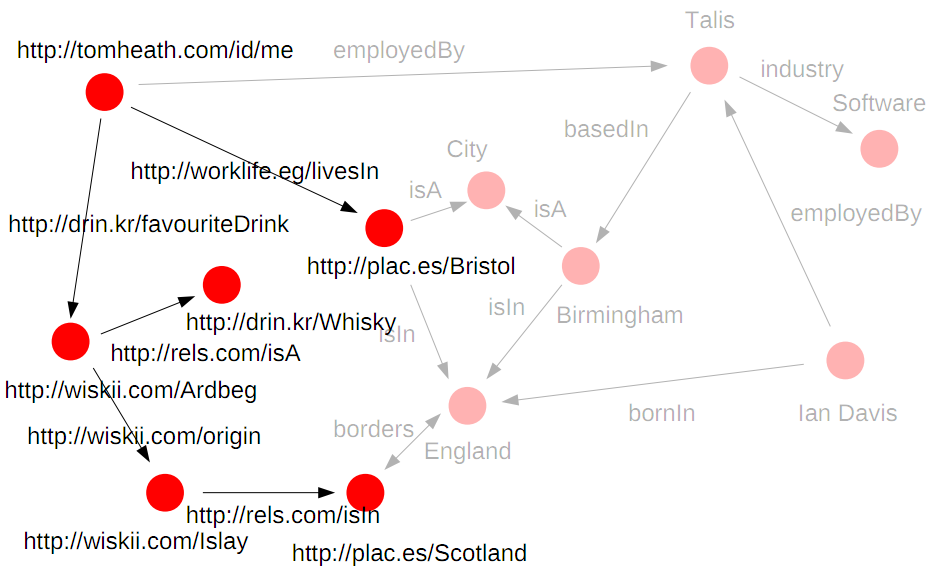 Talis
http://tomheath.com/id/me
employedBy
industry
Software
basedIn
City
http://worklife.eg/livesIn
isA
isA
employedBy
http://drin.kr/favouriteDrink
http://plac.es/Bristol
isIn
Birmingham
http://drin.kr/Whisky
isIn
http://rels.com/isA
http://wiskii.com/Ardbeg
bornIn
Ian Davis
borders
http://wiskii.com/origin
England
http://rels.com/isIn
http://wiskii.com/Islay
http://plac.es/Scotland